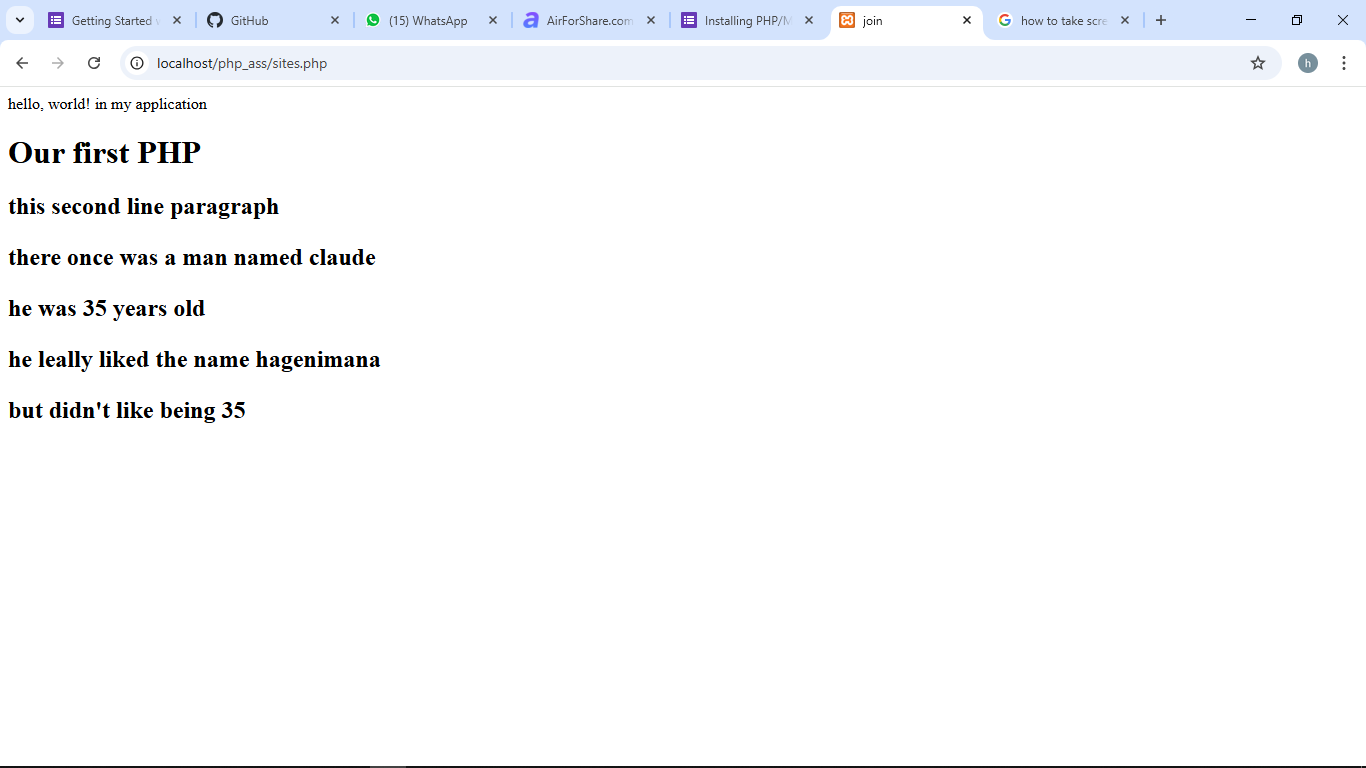 Getting Started
GitHub
(15) WhatsApp
AirForShare.com
Installing PHP/M
join
how to take scre
localhost/php_ass/sites.php
h
hello, world! in my application
Our first PHP
this second line paragraph
there once was a man named claude
he was 35 years old
he leally liked the name hagenimana
but didn't like being 35